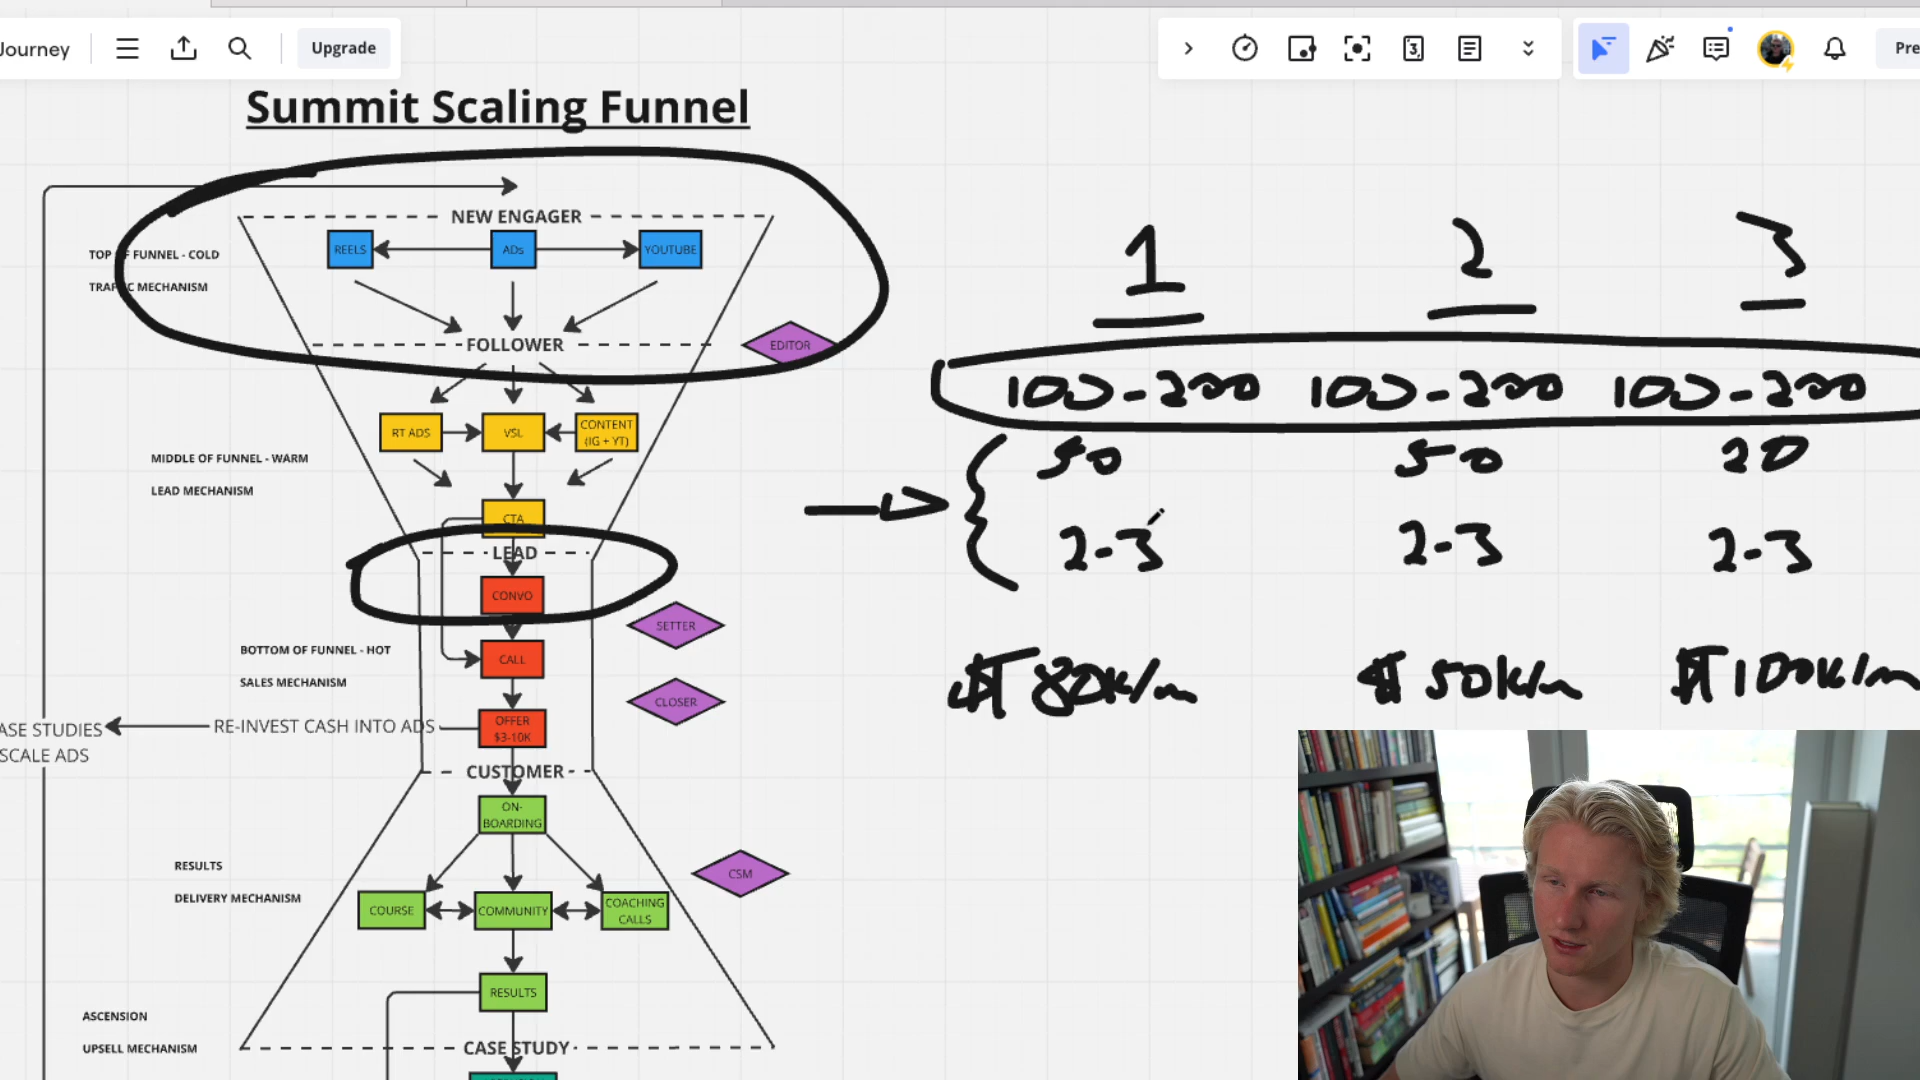 Journey
Upgrade
3
Pre
Summit Scaling Funnel
NEW ENGAGER
REELS
ADs
YOUTUBE
TOP OF FUNNEL - COLD
TRAFFIC MECHANISM
FOLLOWER
EDITOR
RT ADS
VSL
CONTENT
(IG + YT)
MIDDLE OF FUNNEL - WARM
LEAD MECHANISM
CTA
LEAD
CONVO
SETTER
BOTTOM OF FUNNEL - HOT
SALES MECHANISM
CALL
CLOSER
OFFER
$3-10K
RE-INVEST CASH INTO ADS
ASE STUDIES
SCALE ADS
CUSTOMER
ON-
BOARDING
RESULTS
DELIVERY MECHANISM
CSM
COURSE
COMMUNITY
COACHING
CALLS
RESULTS
ASCENSION
UPSELL MECHANISM
CASE STUDY
1 2 3
100-200 100-200 100-200
50 50 20
2-3 2-3 2-3
$80k/m $50k/m $100k/m